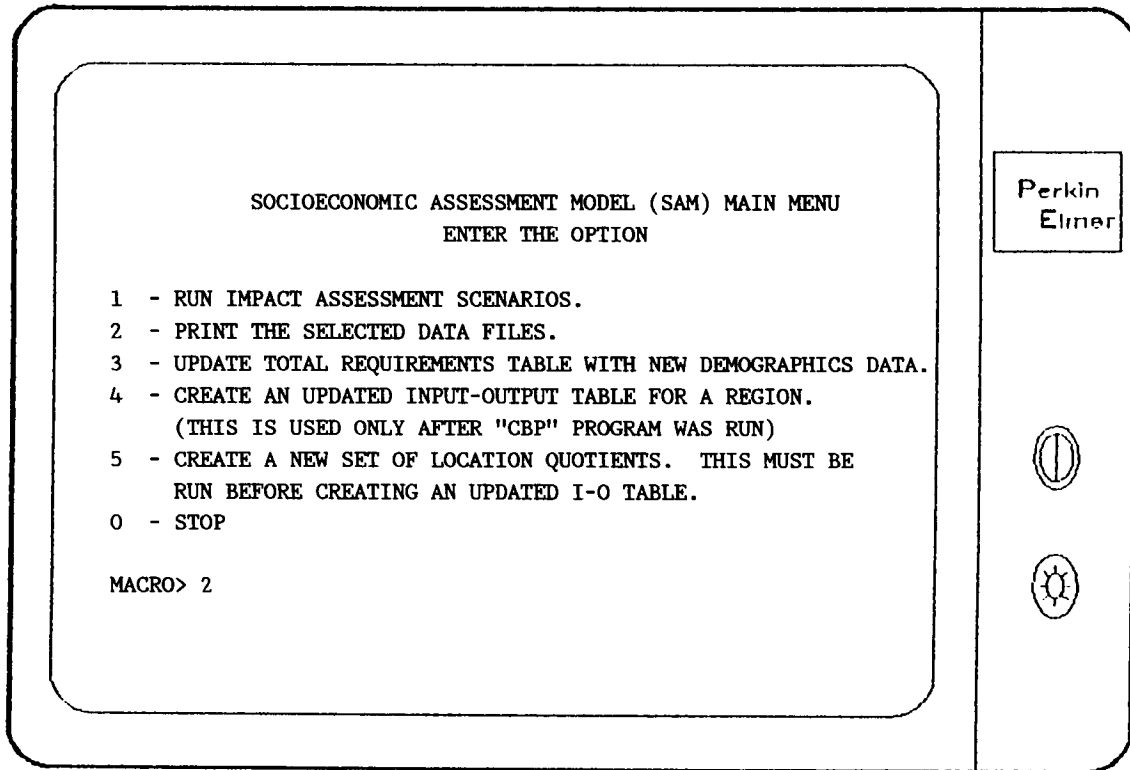 SOCIOECONOMIC ASSESSMENT MODEL (SAM) MAIN MENU
ENTER THE OPTION
1 - RUN IMPACT ASSESSMENT SCENARIOS.
2 - PRINT THE SELECTED DATA FILES.
3 - UPDATE TOTAL REQUIREMENTS TABLE WITH NEW DEMOGRAPHICS DATA.
4 - CREATE AN UPDATED INPUT-OUTPUT TABLE FOR A REGION.
(THIS IS USED ONLY AFTER "CBP" PROGRAM WAS RUN)
5 - CREATE A NEW SET OF LOCATION QUOTIENTS. THIS MUST BE
RUN BEFORE CREATING AN UPDATED I-O TABLE.
0 - STOP
MACRO> 2
Perkin
Elmer